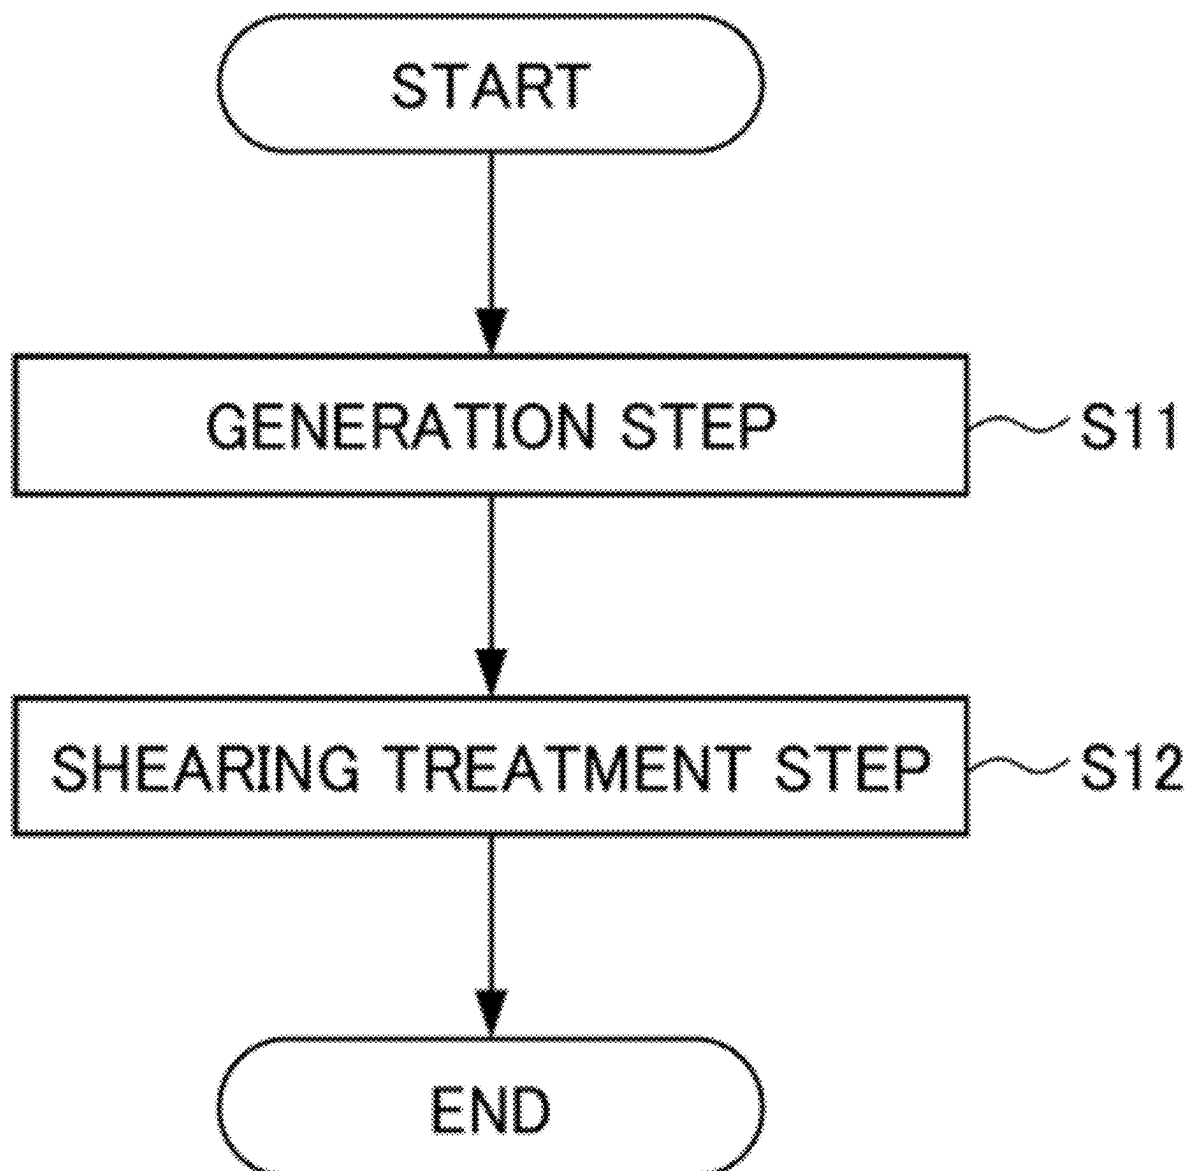 START
GENERATION STEP
S11
SHEARING TREATMENT STEP
S12
END